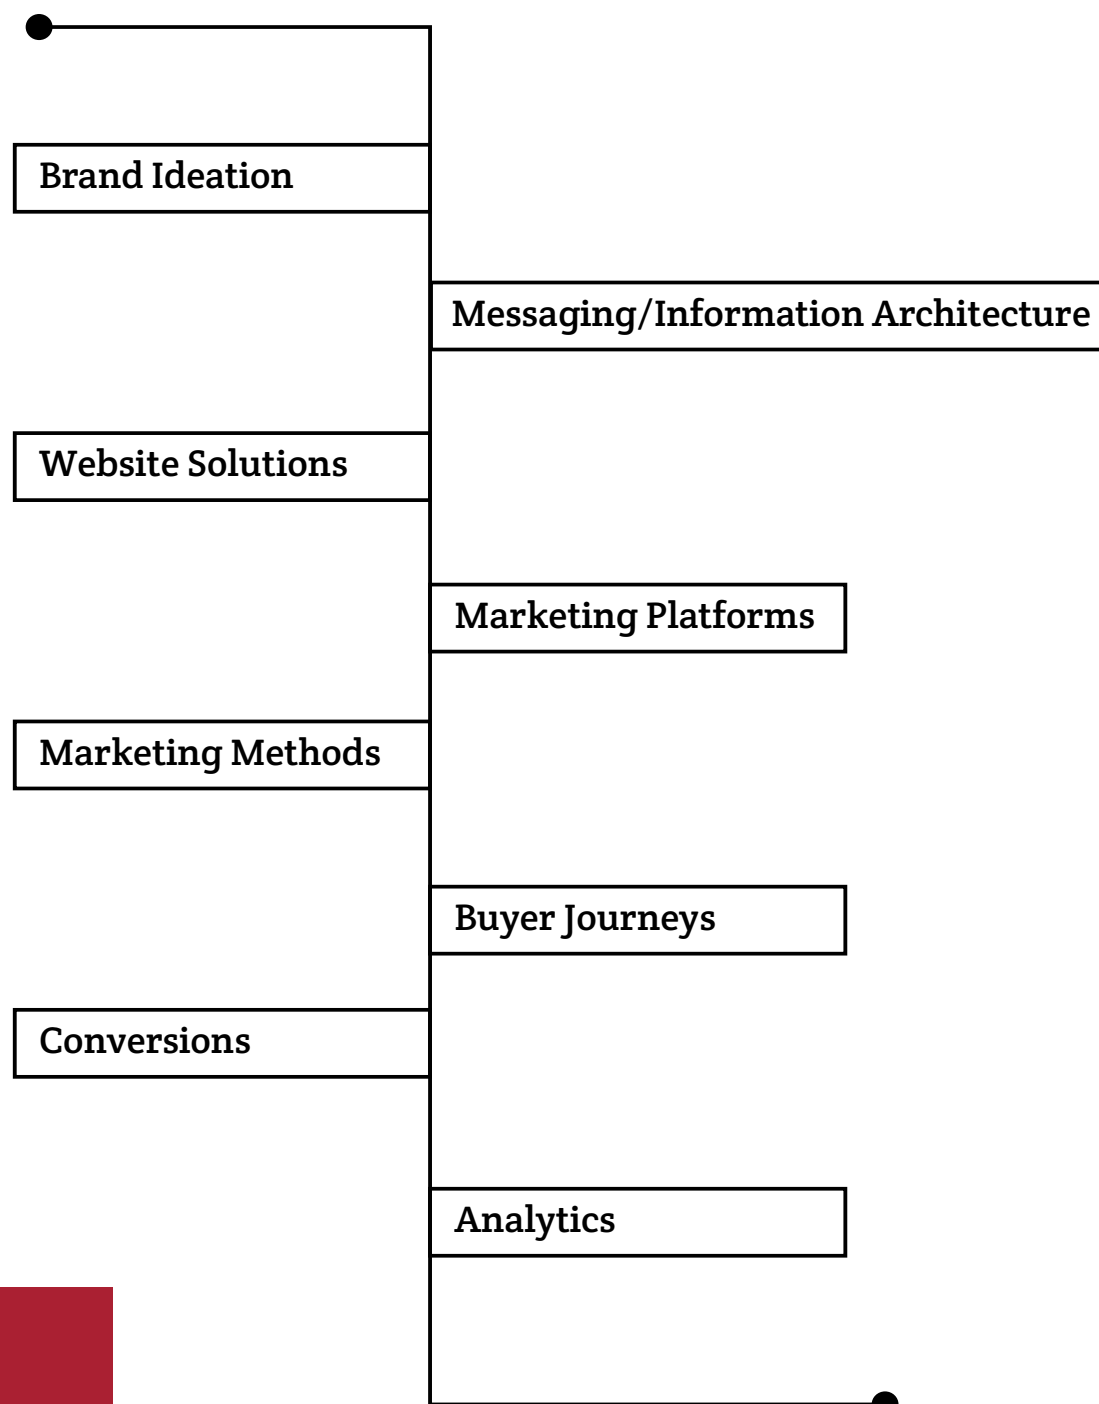 Brand Ideation
Messaging/Information Architecture
Website Solutions
Marketing Platforms
Marketing Methods
Buyer Journeys
Conversions
Analytics